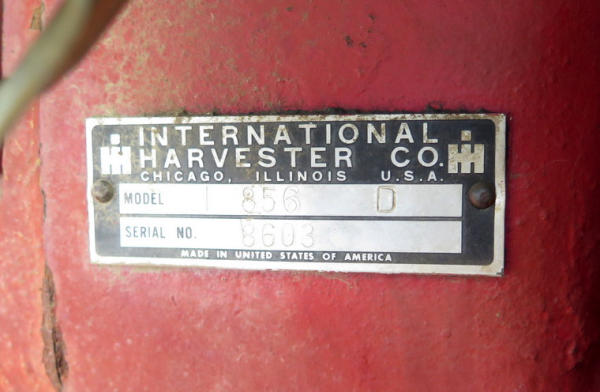 INTERNATIONAL
HARVESTER CO.
CHICAGO, ILLINOIS U.S.A.
MODEL 856 D
SERIAL NO. 8603
MADE IN UNITED STATES OF AMERICA